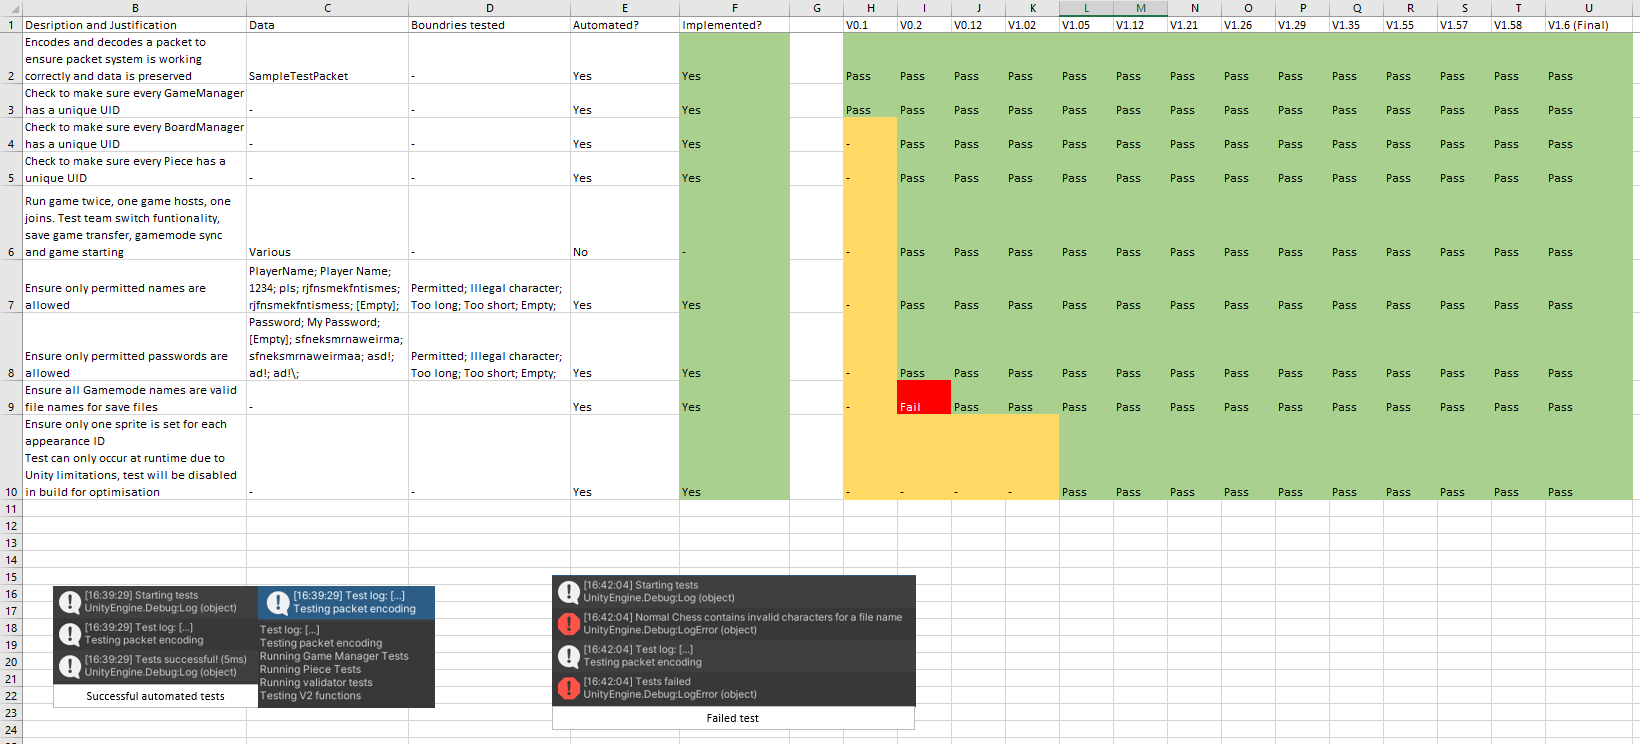 B C D E F G H I J K L M N O P Q R S T U
1 Desription and Justification Data Boundries tested Automated? Implemented? V0.1 V0.2 V0.12 V1.02 V1.05 V1.12 V1.21 V1.26 V1.29 V1.35 V1.55 V1.57 V1.58 V1.6 (Final)
Encodes and decodes a packet to
ensure packet system is working
2 correctly and data is preserved SampleTestPacket - Yes Yes Pass Pass Pass Pass Pass Pass Pass Pass Pass Pass Pass Pass Pass Pass
Check to make sure every GameManager
3 has a unique UID - - Yes Yes Pass Pass Pass Pass Pass Pass Pass Pass Pass Pass Pass Pass Pass Pass
Check to make sure every BoardManager
4 has a unique UID - - Yes Yes - Pass Pass Pass Pass Pass Pass Pass Pass Pass Pass Pass Pass Pass
Check to make sure every Piece has a
5 unique UID - - Yes Yes - Pass Pass Pass Pass Pass Pass Pass Pass Pass Pass Pass Pass Pass
Run game twice, one game hosts, one
joins. Test team switch funtionality,
save game transfer, gamemode sync
6 and game starting Various - No - - Pass Pass Pass Pass Pass Pass Pass Pass Pass Pass Pass Pass Pass
PlayerName; Player Name;
Ensure only permitted names are 1234; pls; rjfnsmekfntismes; Permitted; Illegal character;
7 allowed rjfnsmekfntismess; [Empty]; Too long; Too short; Empty; Yes Yes - Pass Pass Pass Pass Pass Pass Pass Pass Pass Pass Pass Pass Pass
Password; My Password;
[Empty]; sfneksmrnaweirma;
Ensure only permitted passwords are sfneksmrnaweirmaa; asd!; Permitted; Illegal character;
8 allowed ad!; ad!\; Too long; Too short; Empty; Yes Yes - Pass Pass Pass Pass Pass Pass Pass Pass Pass Pass Pass Pass Pass
Ensure all Gamemode names are valid
9 file names for save files - Yes Yes - Fail Pass Pass Pass Pass Pass Pass Pass Pass Pass Pass Pass Pass
Ensure only one sprite is set for each
appearance ID
Test can only occur at runtime due to
Unity limitations, test will be disabled
10 in build for optimisation - - Yes Yes - - - - Pass Pass Pass Pass Pass Pass Pass Pass Pass Pass
11
12
13
14
15
16
17
18
19
20
21
22
23
24
[16:39:29] Starting tests
UnityEngine.Debug:Log (object)
[16:39:29] Test log: [...]
Testing packet encoding
[16:39:29] Tests successful! (5ms)
UnityEngine.Debug:Log (object)
Successful automated tests
[16:39:29] Test log: [...]
Testing packet encoding
Test log: [...]
Testing packet encoding
Running Game Manager Tests
Running Piece Tests
Running validator tests
Testing V2 functions
[16:42:04] Starting tests
UnityEngine.Debug:Log (object)
[16:42:04] Normal Chess contains invalid characters for a file name
UnityEngine.Debug:LogError (object)
[16:42:04] Test log: [...]
Testing packet encoding
[16:42:04] Tests failed
UnityEngine.Debug:LogError (object)
Failed test